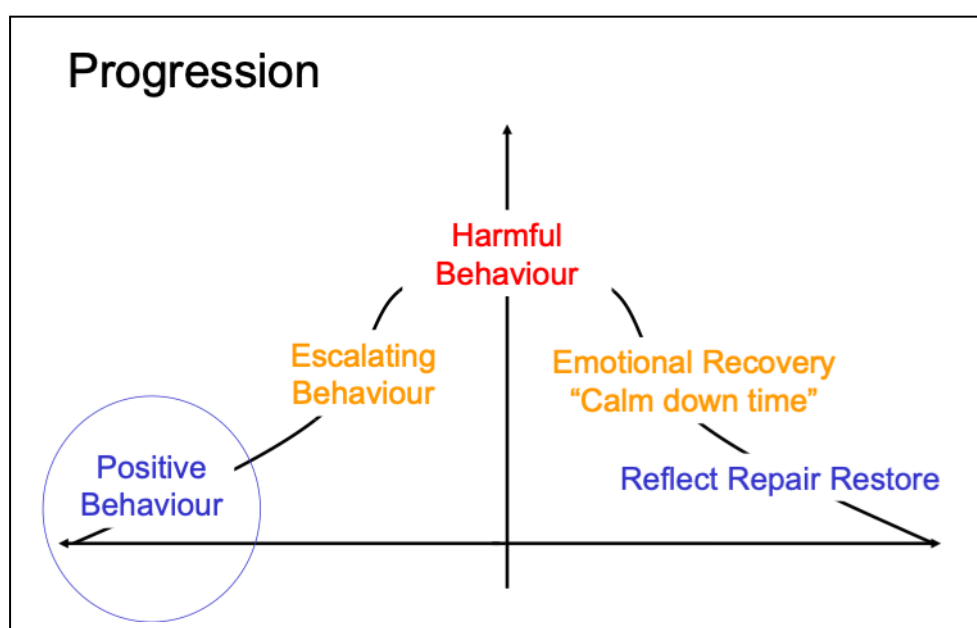 Progression
Harmful
Behaviour
Escalating
Behaviour
Emotional Recovery
“Calm down time”
Positive
Behaviour
Reflect Repair Restore